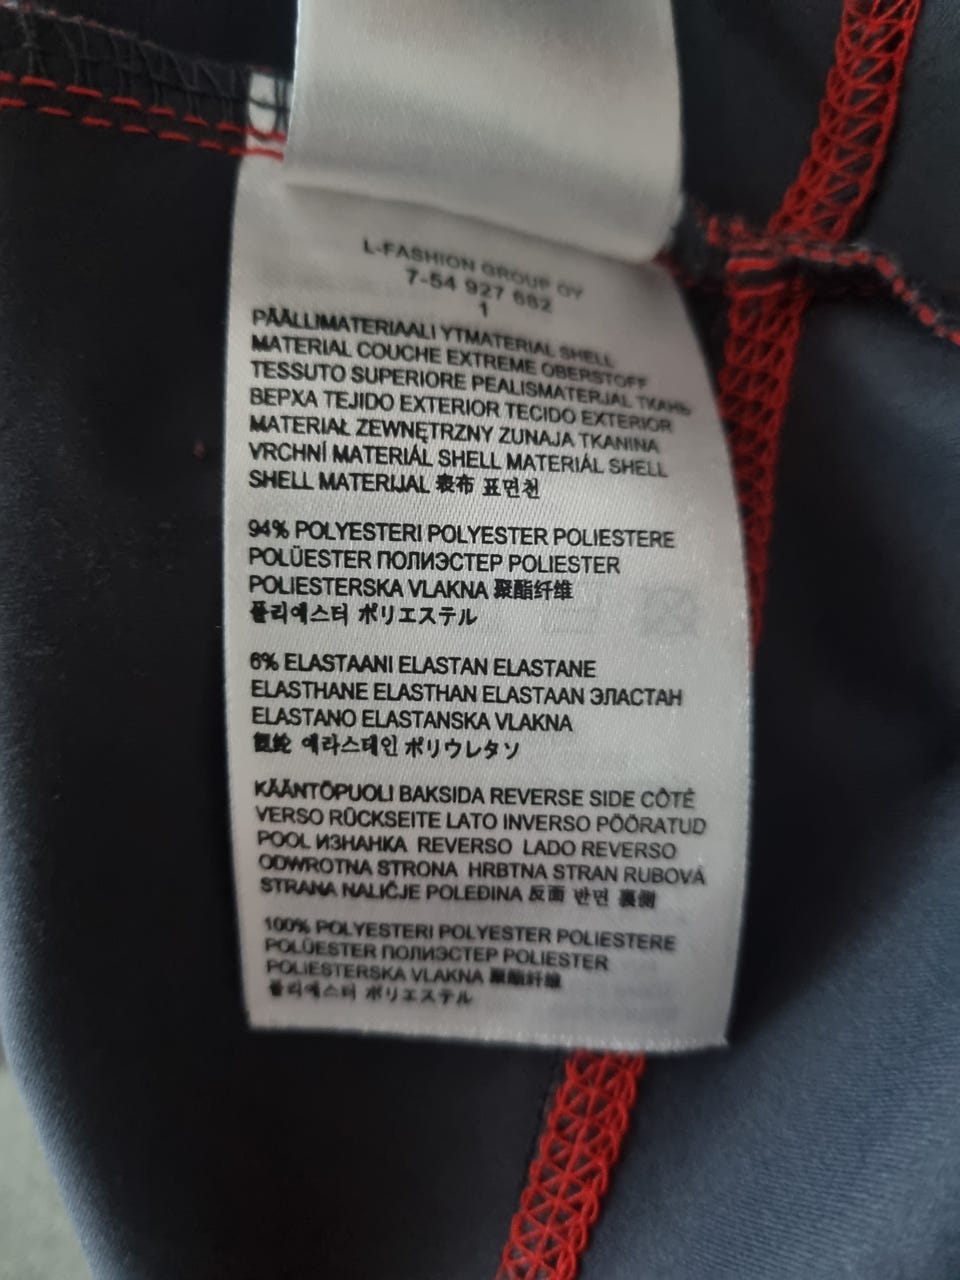 L-FASHION GROUP OY
7-54 927 682
1
PÄÄLLIMATERIAALI YTMATERIAL SHELL
MATERIAL COUCHE EXTREME OBERSTOFF
TESSUTO SUPERIORE PEALISMATERJAL ТКАНЬ
ВЕРХА TEJIDO EXTERIOR TECIDO EXTERIOR
MATERIAŁ ZEWNĘTRZNY ZUNAJA TKANINA
VRCHNÍ MATERIÁL SHELL MATERIÁL SHELL
SHELL MATERIJAL 表布 표면천
94% POLYESTERI POLYESTER POLIESTERE
POLÜESTER ПОЛИЭСТЕР POLIESTER
POLIESTERSKA VLAKNA 聚酯纤维
폴리에스터 ポリエステル
6% ELASTAANI ELASTAN ELASTANE
ELASTHANE ELASTHAN ELASTAAN ЭЛАСТАН
ELASTANO ELASTANSKA VLAKNA
氨纶 에라스테인 ポリウレタソ
KÄÄNTÖPUOLI BAKSIDA REVERSE SIDE CÔTÉ
VERSO RÜCKSEITE LATO INVERSO PÖÖRATUD
POOL ИЗНАНКА REVERSO LADO REVERSO
ODWROTNA STRONA HRBTNA STRAN RUBOVÁ
STRANA NALIČJE POLEĐINA 反面 반면 裏側
100% POLYESTERI POLYESTER POLIESTERE
POLÜESTER ПОЛИЭСТЕР POLIESTER
POLIESTERSKA VLAKNA 聚酯纤维
폴리에스터 ポリエステル